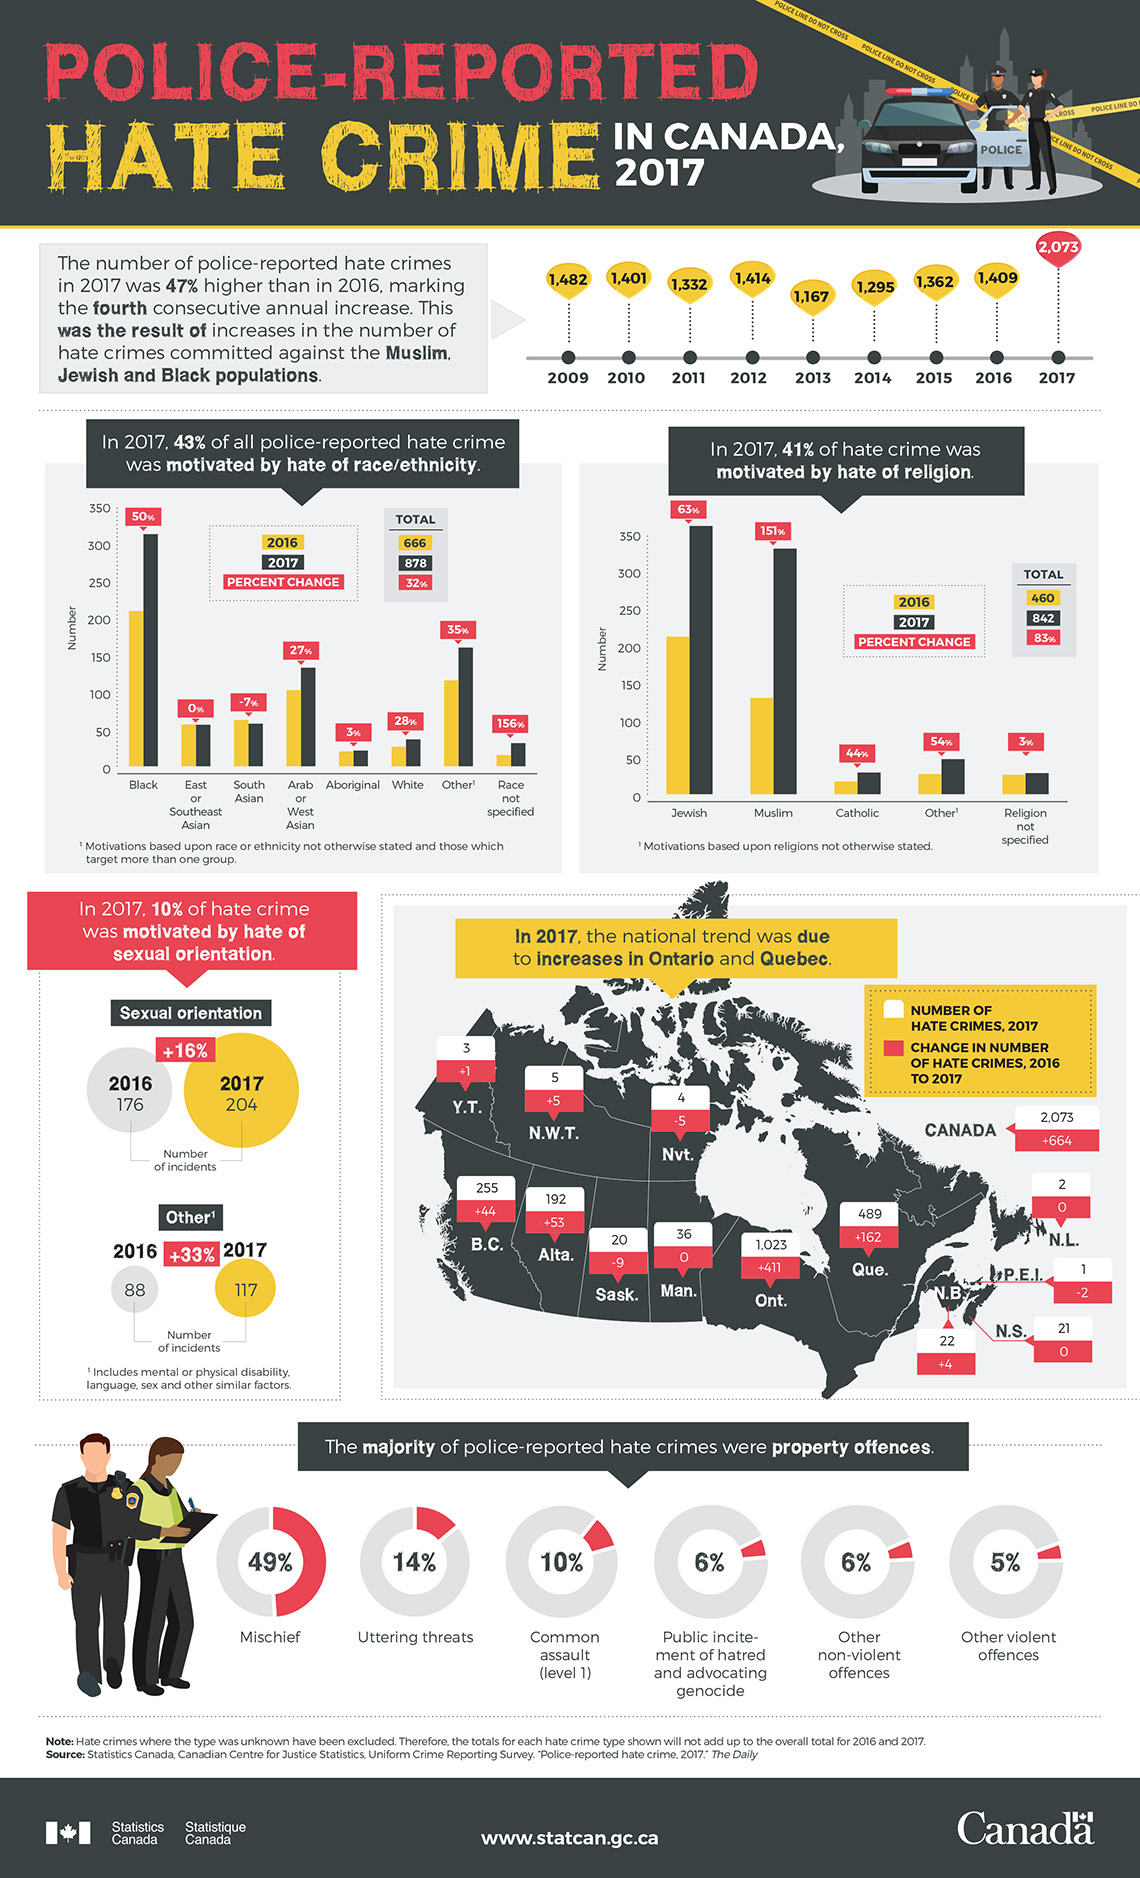 POLICE-REPORTED
HATE CRIME IN CANADA,
2017
POLICE LINE DO NOT CROSS
POLICE LINE DO NOT CROSS
POLICE LINE DO
POLICE
The number of police-reported hate crimes
in 2017 was 47% higher than in 2016, marking
the fourth consecutive annual increase. This
was the result of increases in the number of
hate crimes committed against the Muslim,
Jewish and Black populations.
1,482 1,401 1,332 1,414 1,167 1,295 1,362 1,409 2,073
2009 2010 2011 2012 2013 2014 2015 2016 2017
In 2017, 43% of all police-reported hate crime
was motivated by hate of race/ethnicity.
Number
350
300
250
200
150
100
50
0
2016
2017
PERCENT CHANGE
TOTAL
666
878
32%
50% 0% -7% 27% 3% 28% 35% 156%
Black East South Arab Aboriginal White Other¹ Race
or Asian or not
Southeast West specified
Asian Asian
¹ Motivations based upon race or ethnicity not otherwise stated and those which
target more than one group.
In 2017, 41% of hate crime was
motivated by hate of religion.
Number
350
300
250
200
150
100
50
0
2016
2017
PERCENT CHANGE
TOTAL
460
842
83%
63% 151% 44% 54% 3%
Jewish Muslim Catholic Other¹ Religion
not
specified
¹ Motivations based upon religions not otherwise stated.
In 2017, 10% of hate crime
was motivated by hate of
sexual orientation.
Sexual orientation
+16%
2016 2017
176 204
Number
of incidents
Other¹
2016 +33% 2017
88 117
Number
of incidents
¹ Includes mental or physical disability,
language, sex and other similar factors.
In 2017, the national trend was due
to increases in Ontario and Quebec.
NUMBER OF
HATE CRIMES, 2017
CHANGE IN NUMBER
OF HATE CRIMES, 2016
TO 2017
3
+1
Y.T.
5
+5
N.W.T.
4
-5
Nvt.
CANADA
2,073
+664
255
+44
B.C.
192
+53
Alta.
20
-9
Sask.
36
0
Man.
1,023
+411
Ont.
489
+162
Que.
2
0
N.L.
P.E.I.
1
-2
N.B.
22
+4
N.S.
21
0
The majority of police-reported hate crimes were property offences.
49% 14% 10% 6% 6% 5%
Mischief Uttering threats Common Public incite- Other Other violent
assault ment of hatred non-violent offences
(level 1) and advocating offences
genocide
Note: Hate crimes where the type was unknown have been excluded. Therefore, the totals for each hate crime type shown will not add up to the overall total for 2016 and 2017.
Source: Statistics Canada, Canadian Centre for Justice Statistics, Uniform Crime Reporting Survey. "Police-reported hate crime, 2017." The Daily
Statistics Statistique
Canada Canada
www.statcan.gc.ca
Canada